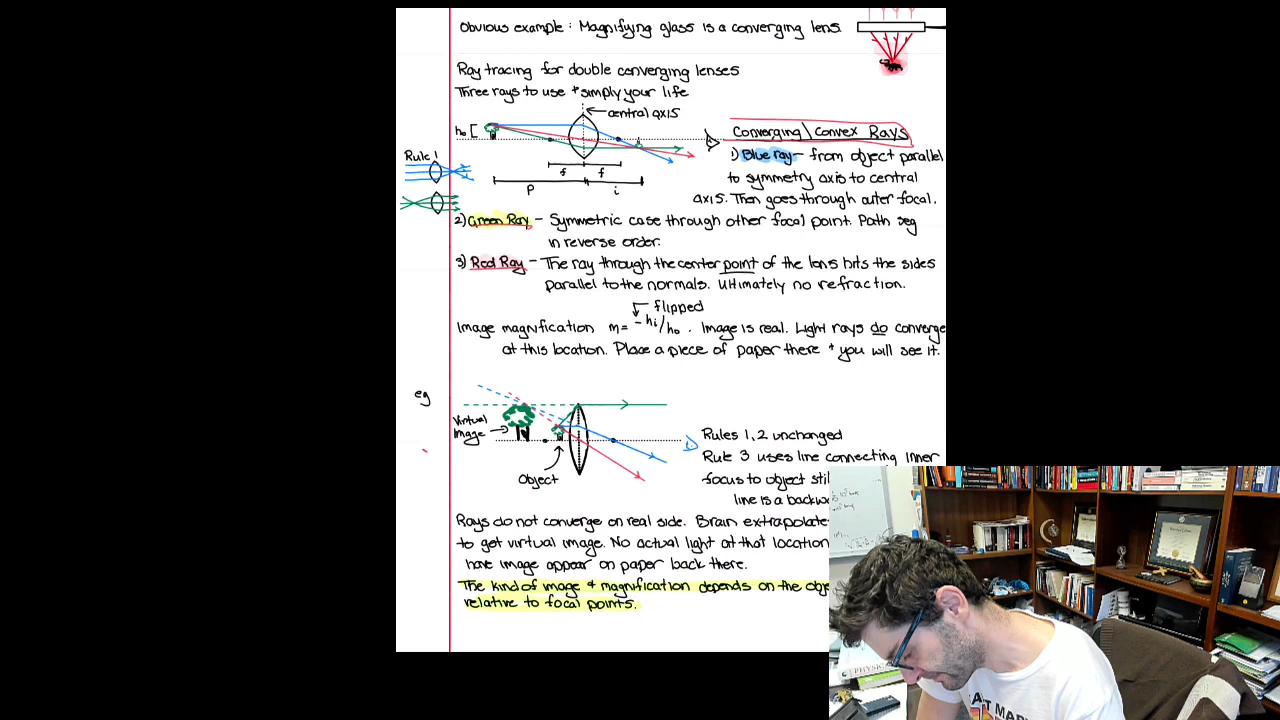 Obvious example : Magnifying glass is a converging lens.
Ray tracing for double converging lenses
Three rays to use + simply your life
central axis
ho [
f f
p i
Rule 1
Converging\Convex Rays
1) Blue ray - from object parallel
to symmetry axis to central
axis. Then goes through outer focal.
2) Green Ray - Symmetric case through other focal point. Path seg
in reverse order.
3) Red Ray - The ray through the center point of the lens hits the sides
parallel to the normals. Ultimately no refraction.
flipped
Image magnification m= -hi/ho . Image is real. Light rays do converge
at this location. Place a piece of paper there + you will see it.
eg
Virtual
Image
Object
Rules 1, 2 unchanged
Rule 3 uses line connecting inner
focus to object
line is a
Rays do not converge on real side. Brain extrapolate
to get virtual image. No actual light at that location
have image appear on paper back there.
The kind of image + magnification depends on the obje
relative to focal points.
PHYSIC